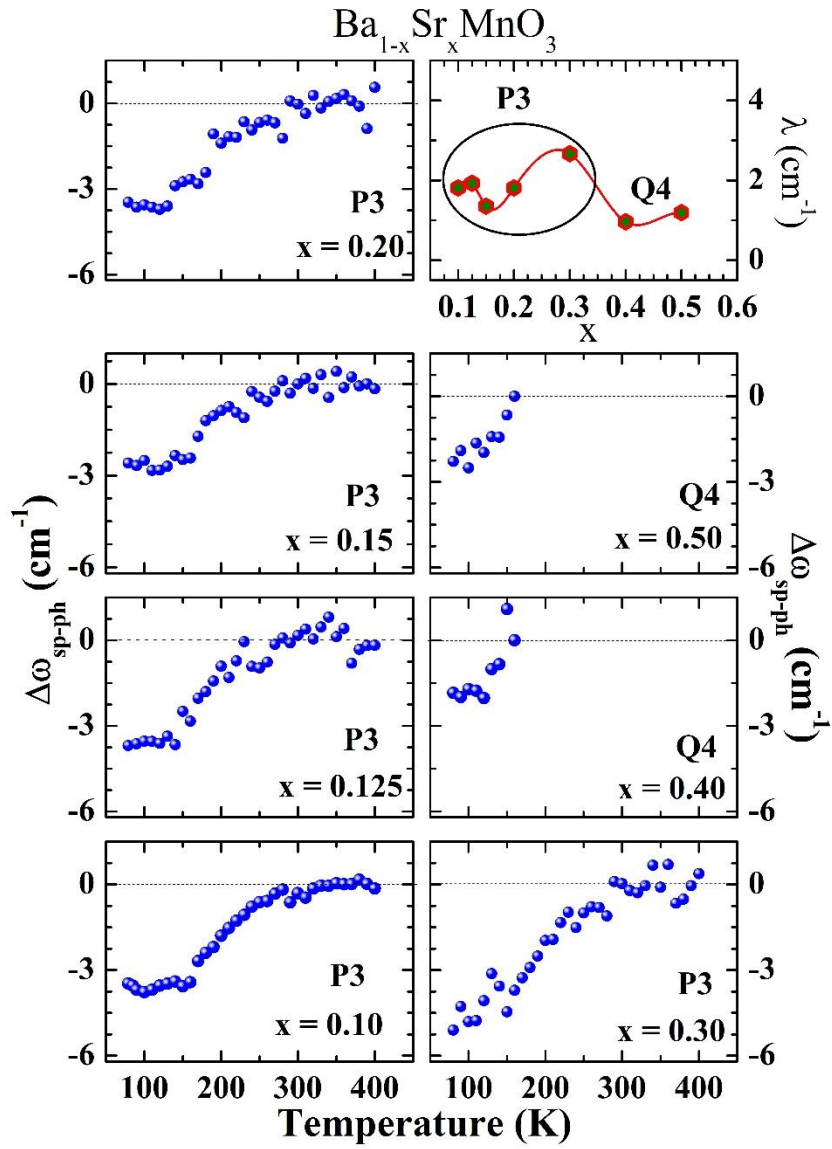 Ba1-xSrxMnO3
0
-3
-6
P3
x = 0.20
P3
Q4
4
2
0
λ (cm-1)
0.1 0.2 0.3 0.4 0.5 0.6
x
0
-3
-6
P3
x = 0.15
0
-3
-6
Q4
x = 0.50
Δωsp-ph (cm-1)
Δωsp-ph (cm-1)
0
-3
-6
P3
x = 0.125
0
-3
-6
Q4
x = 0.40
0
-3
-6
P3
x = 0.10
0
-3
-6
P3
x = 0.30
100 200 300 400 100 200 300 400
Temperature (K)